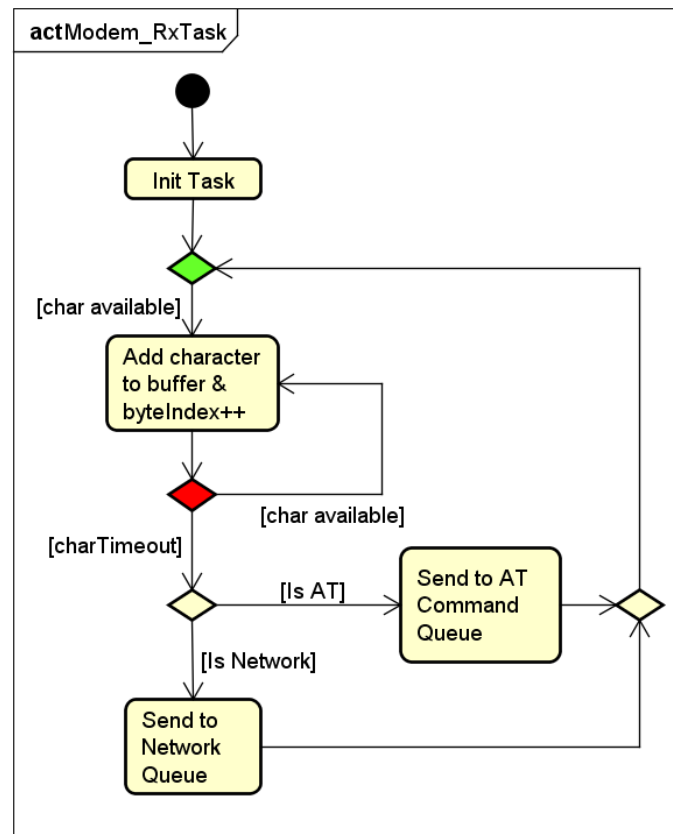 actModem_RxTask
Init Task
[char available]
Add character
to buffer &
byteIndex++
[char available]
[charTimeout]
[Is AT]
Send to AT
Command
Queue
[Is Network]
Send to
Network
Queue